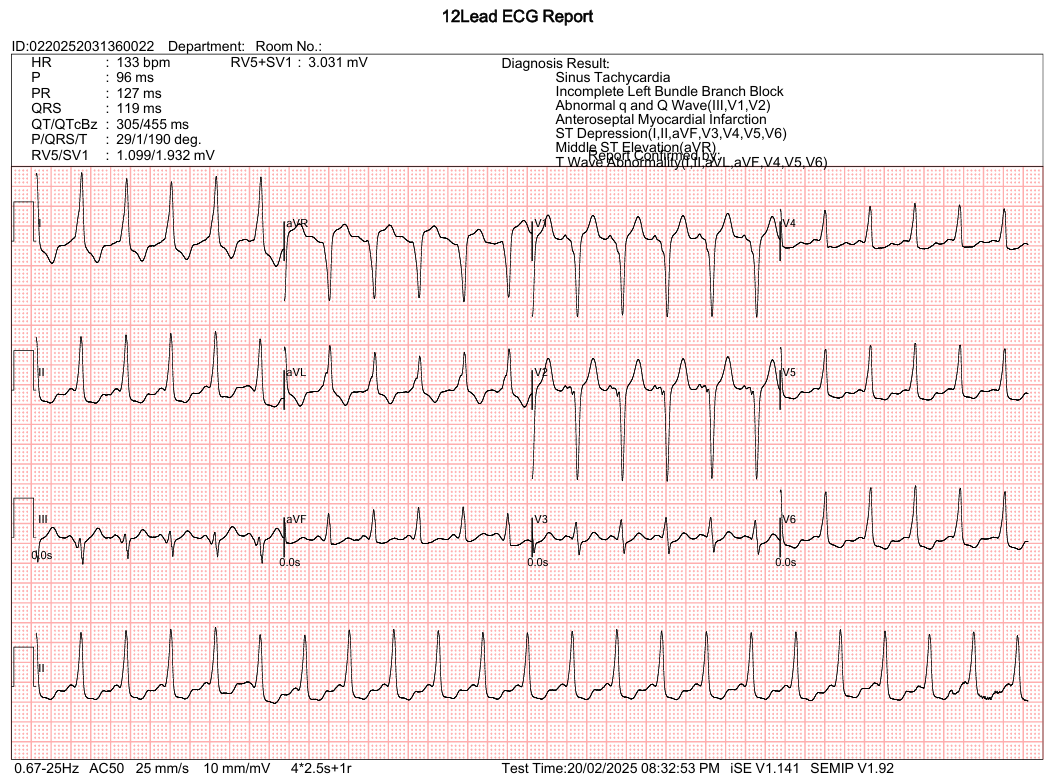 12Lead ECG Report
ID:0220252031360022 Department: Room No.:
HR : 133 bpm RV5+SV1 : 3.031 mV
P : 96 ms
PR : 127 ms
QRS : 119 ms
QT/QTcBz : 305/455 ms
P/QRS/T : 29/1/190 deg.
RV5/SV1 : 1.099/1.932 mV
Diagnosis Result:
Sinus Tachycardia
Incomplete Left Bundle Branch Block
Abnormal q and Q Wave(III,V1,V2)
Anteroseptal Myocardial Infarction
ST Depression(I,II,aVF,V3,V4,V5,V6)
Middle ST Elevation(aVR)
Report Confirmed by:
T Wave Abnormality(I,II,aVL,aVF,V4,V5,V6)
I aVR V1 V4
II aVL V2 V5
III aVF V3 V6
0.0s 0.0s 0.0s 0.0s
II
0.67-25Hz AC50 25 mm/s 10 mm/mV 4*2.5s+1r Test Time:20/02/2025 08:32:53 PM iSE V1.141 SEMIP V1.92